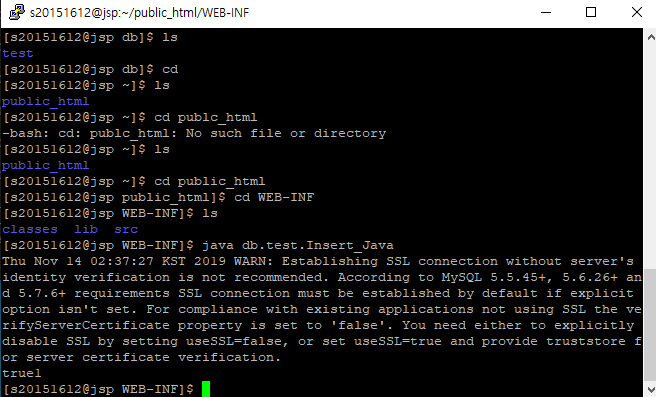 s20151612@jsp:~/public_html/WEB-INF
[s20151612@jsp db]$ ls
test
[s20151612@jsp db]$ cd
[s20151612@jsp ~]$ ls
public_html
[s20151612@jsp ~]$ cd publc_html
-bash: cd: publc_html: No such file or directory
[s20151612@jsp ~]$ ls
public_html
[s20151612@jsp ~]$ cd public_html
[s20151612@jsp public_html]$ cd WEB-INF
[s20151612@jsp WEB-INF]$ ls
classes  lib  src
[s20151612@jsp WEB-INF]$ java db.test.Insert_Java
Thu Nov 14 02:37:27 KST 2019 WARN: Establishing SSL connection without server's
identity verification is not recommended. According to MySQL 5.5.45+, 5.6.26+ an
d 5.7.6+ requirements SSL connection must be established by default if explicit
option isn't set. For compliance with existing applications not using SSL the ve
rifyServerCertificate property is set to 'false'. You need either to explicitly
disable SSL by setting useSSL=false, or set useSSL=true and provide truststore f
or server certificate verification.
true1
[s20151612@jsp WEB-INF]$